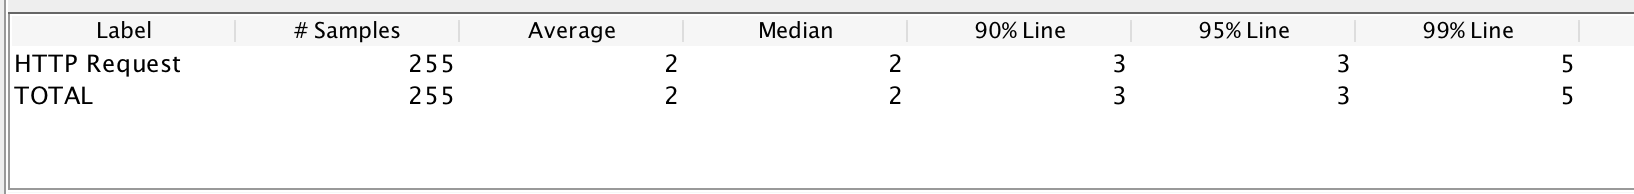 Label # Samples Average Median 90% Line 95% Line 99% Line
HTTP Request 255 2 2 3 3 5
TOTAL 255 2 2 3 3 5